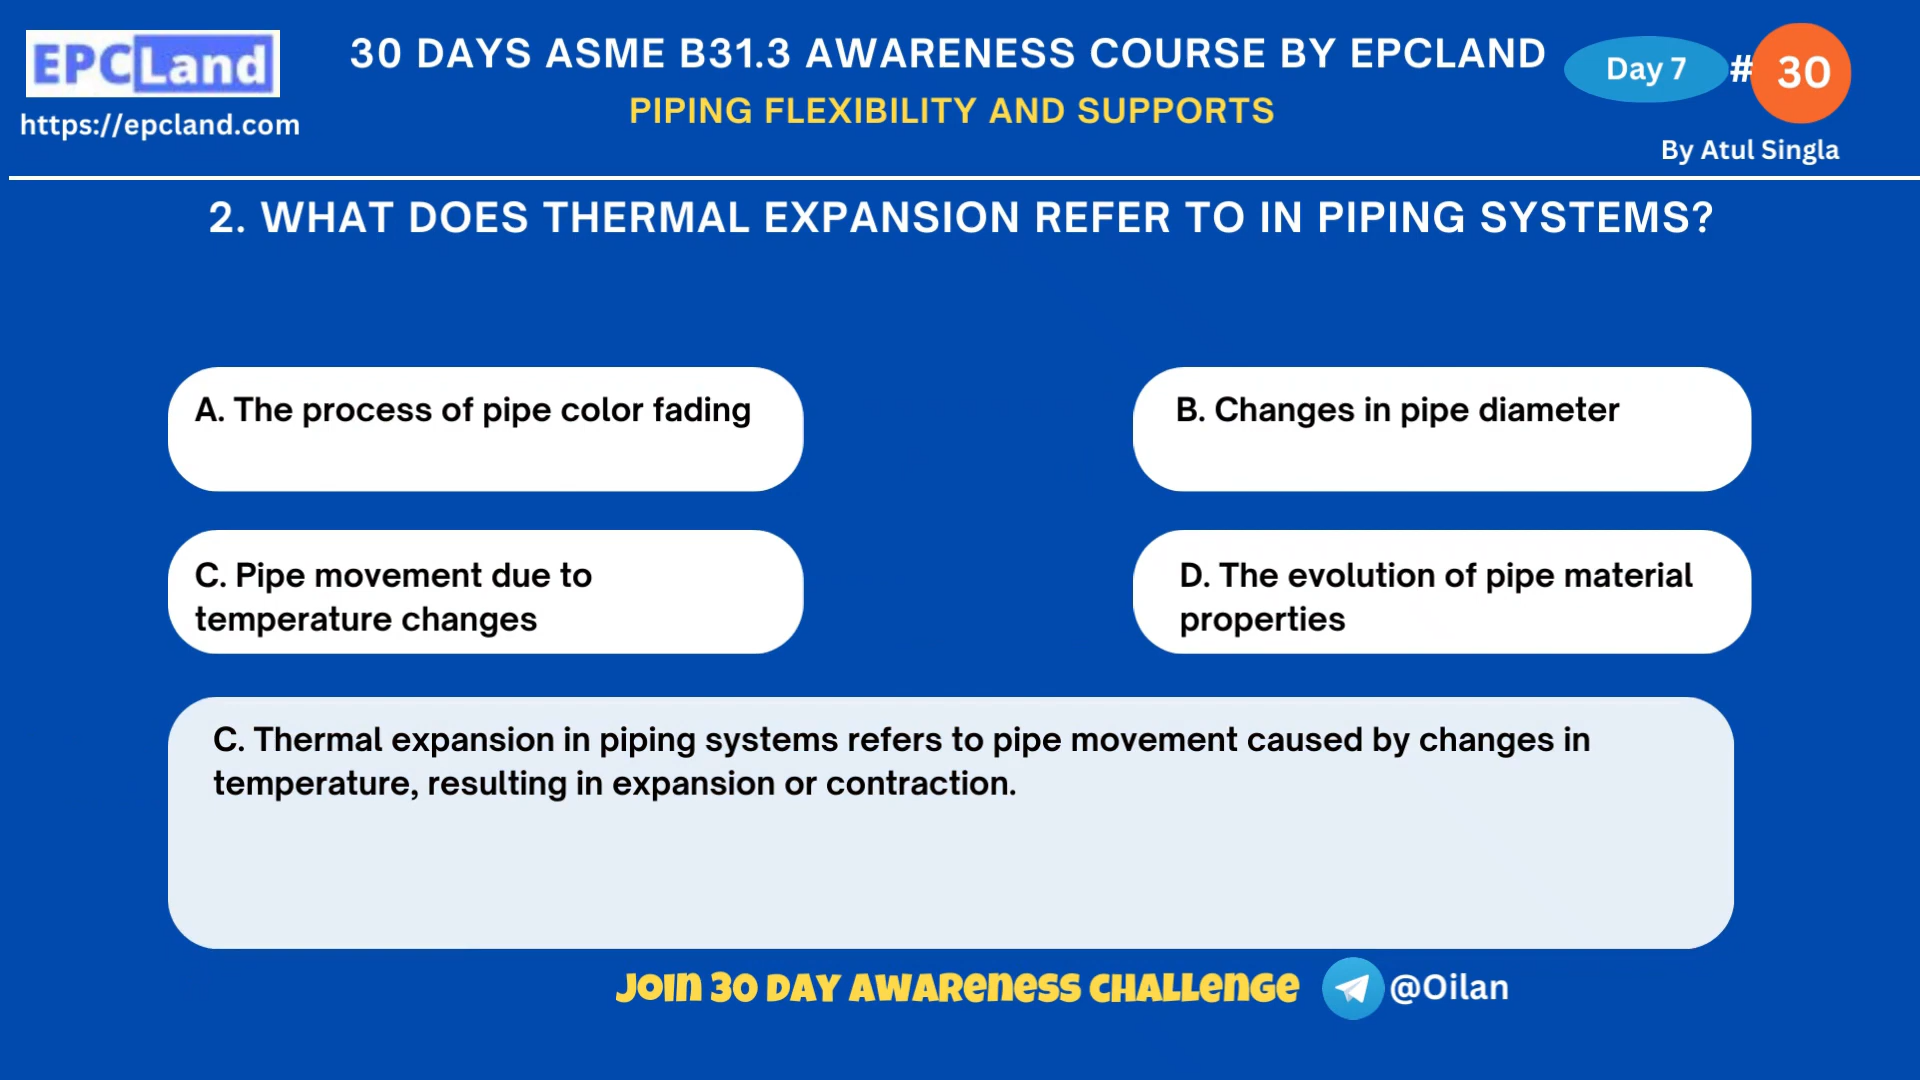 EPCLand
https://epcland.com
30 DAYS ASME B31.3 AWARENESS COURSE BY EPCLAND
PIPING FLEXIBILITY AND SUPPORTS
Day 7 # 30
By Atul Singla
2. WHAT DOES THERMAL EXPANSION REFER TO IN PIPING SYSTEMS?
A. The process of pipe color fading
B. Changes in pipe diameter
C. Pipe movement due to
temperature changes
D. The evolution of pipe material
properties
C. Thermal expansion in piping systems refers to pipe movement caused by changes in
temperature, resulting in expansion or contraction.
Join 30 Day Awareness Challenge
@Oilan